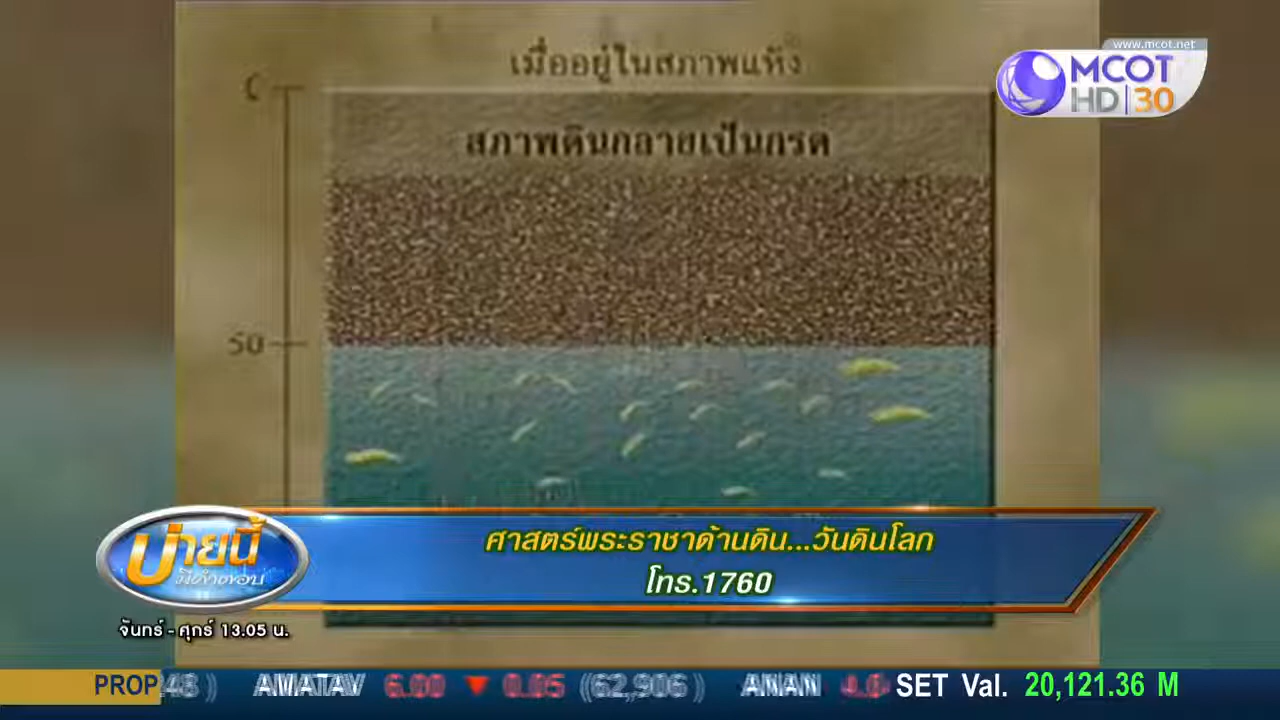 www.mcot.net
MCOT
HD 30
เมื่ออยู่ในสภาพแห้ง
สภาพดินกลายเป็นกรด
50
บ่ายนี้
มีคำตอบ
ศาสตร์พระราชาด้านดิน...วันดินโลก
โทร.1760
จันทร์ - ศุกร์ 13.05 น.
PROP 48 ) AMATAV 6.00 ▼ 0.05 (62,906 ) ANAN SET Val. 20,121.36 M